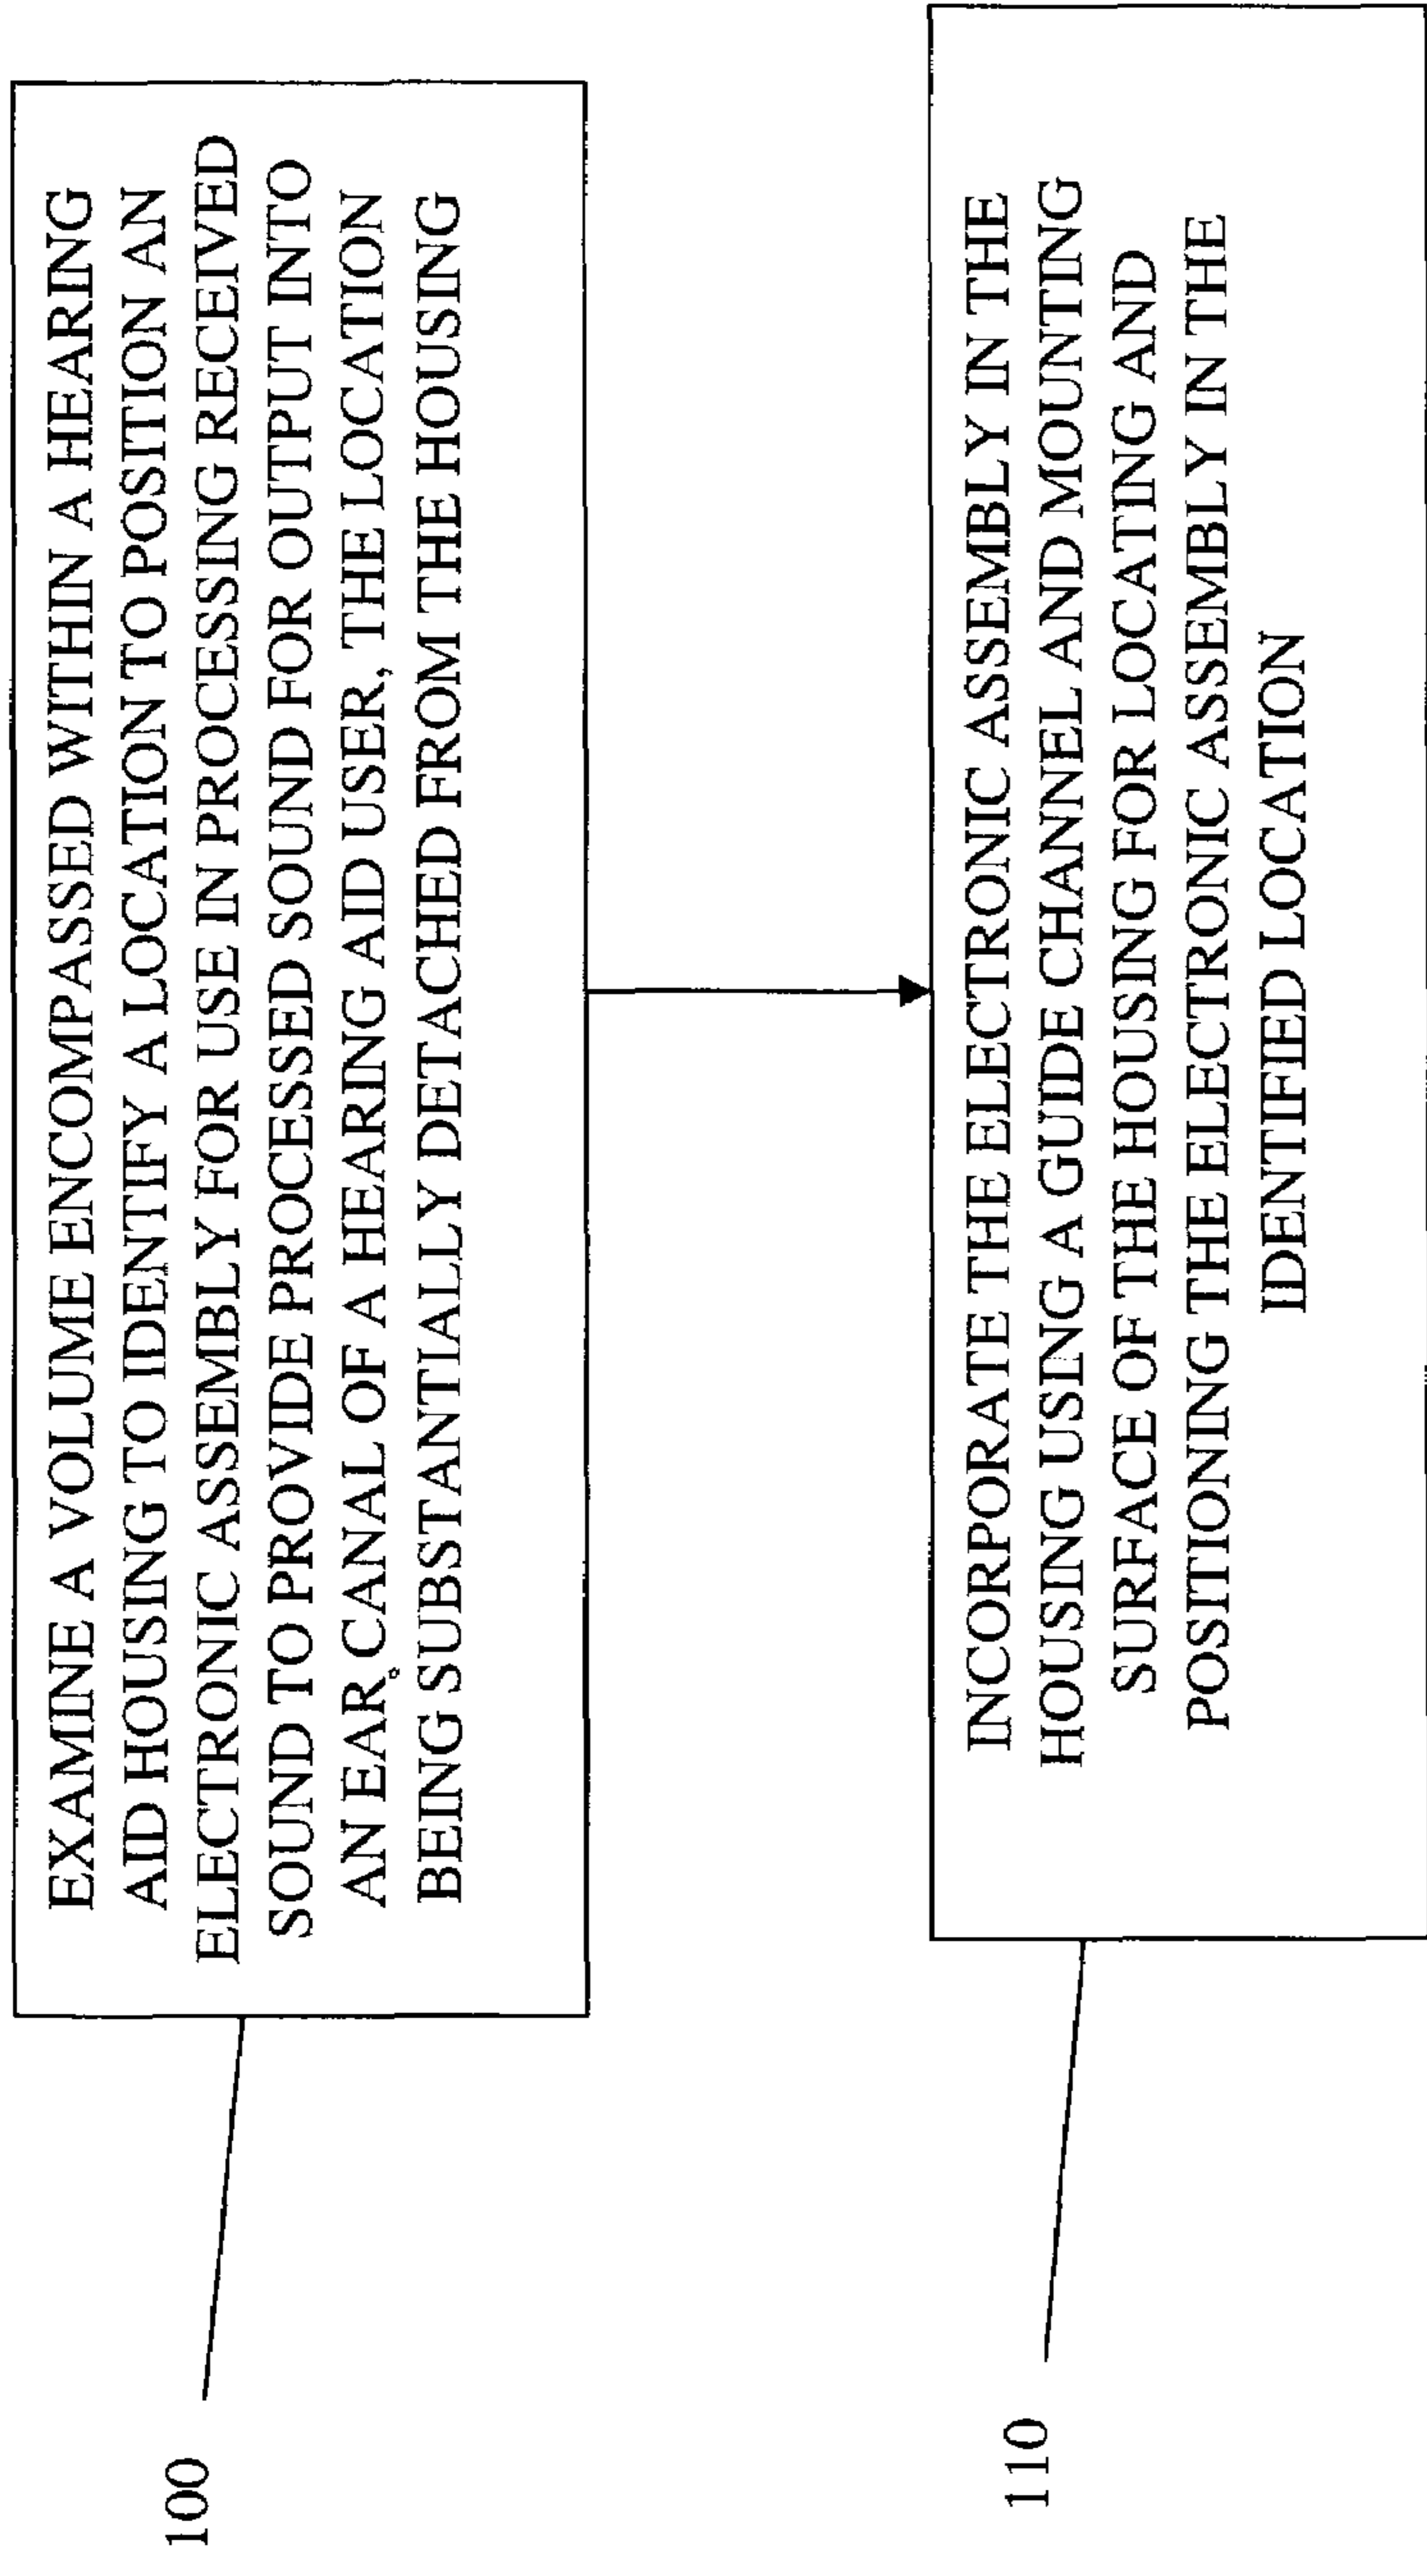 EXAMINE A VOLUME ENCOMPASSED WITHIN A HEARING
AID HOUSING TO IDENTIFY A LOCATION TO POSITION AN
ELECTRONIC ASSEMBLY FOR USE IN PROCESSING RECEIVED
SOUND TO PROVIDE PROCESSED SOUND FOR OUTPUT INTO
AN EAR CANAL OF A HEARING AID USER, THE LOCATION
BEING SUBSTANTIALLY DETACHED FROM THE HOUSING
100
INCORPORATE THE ELECTRONIC ASSEMBLY IN THE
HOUSING USING A GUIDE CHANNEL AND MOUNTING
SURFACE OF THE HOUSING FOR LOCATING AND
POSITIONING THE ELECTRONIC ASSEMBLY IN THE
IDENTIFIED LOCATION
110